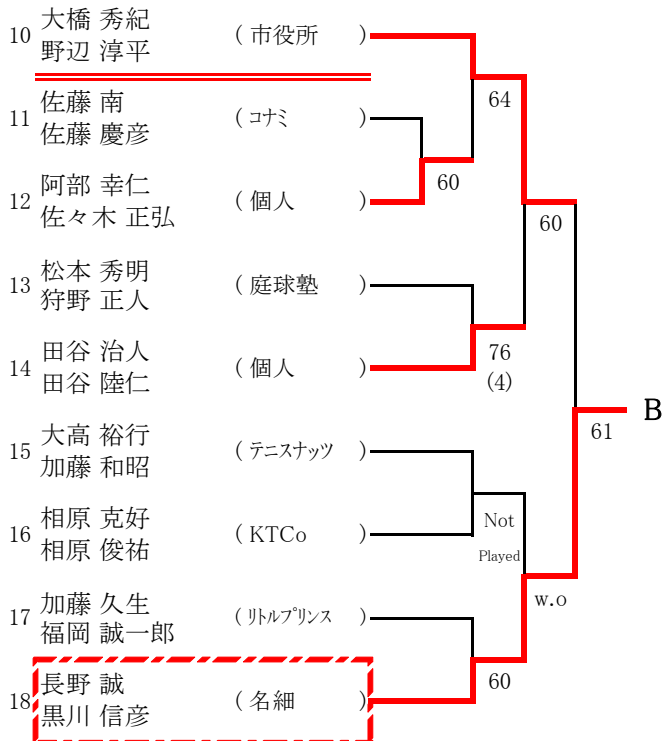 大橋 秀紀
10 (市役所)
野辺 淳平
64
佐藤 南
11 (コナミ)
佐藤 慶彦
60
阿部 幸仁
12 (個人)
佐々木 正弘
60
松本 秀明
13 (庭球塾)
狩野 正人
田谷 治人
76
14 (個人)
(4)
田谷 陸仁
B
大高 裕行
61
15 (テニスナッツ)
加藤 和昭
相原 克好
Not
16 (KTCo)
Played
相原 俊祐
加藤 久生
w.o
17 (リトルプリンス)
福岡 誠一郎
長野 誠
60
18 (名細)
黒川 信彦